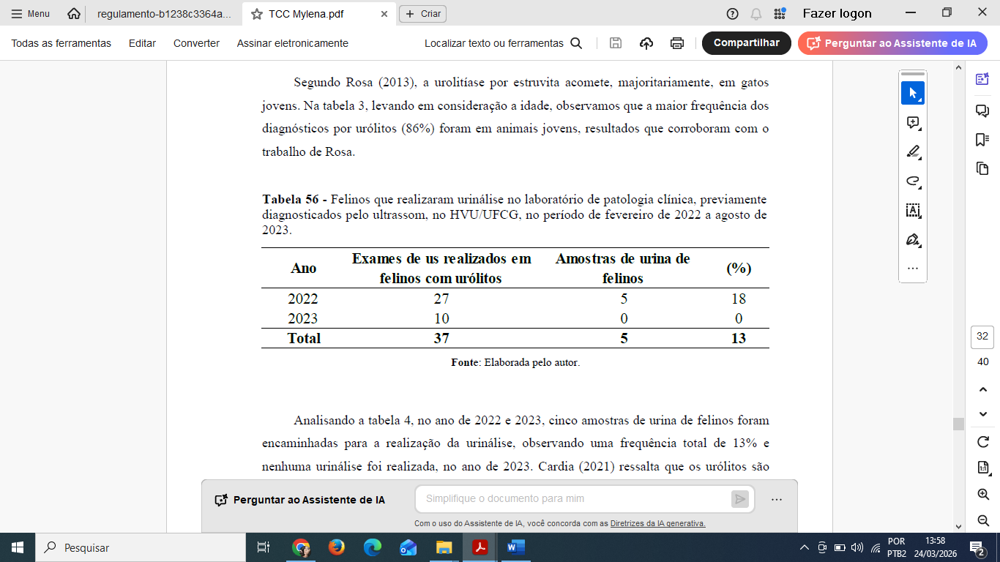 Menu
regulamento-b1238c3364a...
TCC Mylena.pdf
Criar
Fazer logon
Todas as ferramentas
Editar
Converter
Assinar eletronicamente
Localizar texto ou ferramentas
Compartilhar
Perguntar ao Assistente de IA
Segundo Rosa (2013), a urolitíase por estruvita acomete, majoritariamente, em gatos
jovens. Na tabela 3, levando em consideração a idade, observamos que a maior frequência dos
diagnósticos por urólitos (86%) foram em animais jovens, resultados que corroboram com o
trabalho de Rosa.
Tabela 56 - Felinos que realizaram urinálise no laboratório de patologia clínica, previamente
diagnosticados pelo ultrassom, no HVU/UFCG, no período de fevereiro de 2022 a agosto de
2023.
Ano Exames de us realizados em felinos com urólitos Amostras de urina de felinos (%)
2022 27 5 18
2023 10 0 0
Total 37 5 13
Fonte: Elaborada pelo autor.
Analisando a tabela 4, no ano de 2022 e 2023, cinco amostras de urina de felinos foram
encaminhadas para a realização da urinálise, observando uma frequência total de 13% e
nenhuma urinálise foi realizada, no ano de 2023. Cardia (2021) ressalta que os urólitos são
32
40
1:1
Perguntar ao Assistente de IA
Simplifique o documento para mim
Com o uso do Assistente de IA, você concorda com as Diretrizes da IA generativa.
Pesquisar
POR
PTB2
13:58
24/03/2026
2